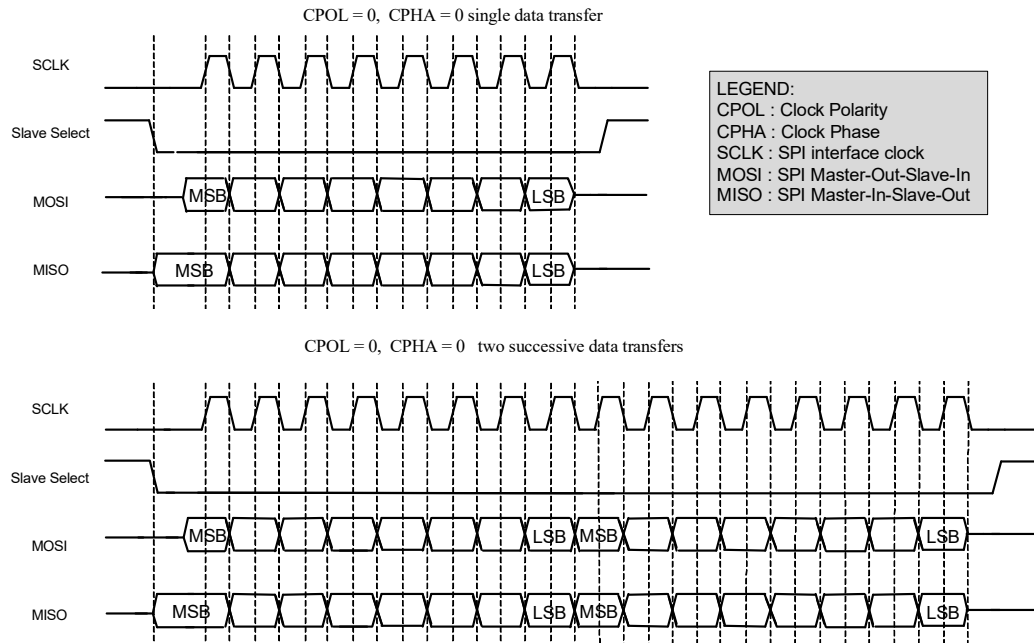 CPOL = 0, CPHA = 0 single data transfer
SCLK
Slave Select
MOSI
MSB
LSB
MISO
MSB
LSB
LEGEND:
CPOL : Clock Polarity
CPHA : Clock Phase
SCLK : SPI interface clock
MOSI : SPI Master-Out-Slave-In
MISO : SPI Master-In-Slave-Out
CPOL = 0, CPHA = 0 two successive data transfers
SCLK
Slave Select
MOSI
MSB
LSB
MSB
LSB
MISO
MSB
LSB
MSB
LSB